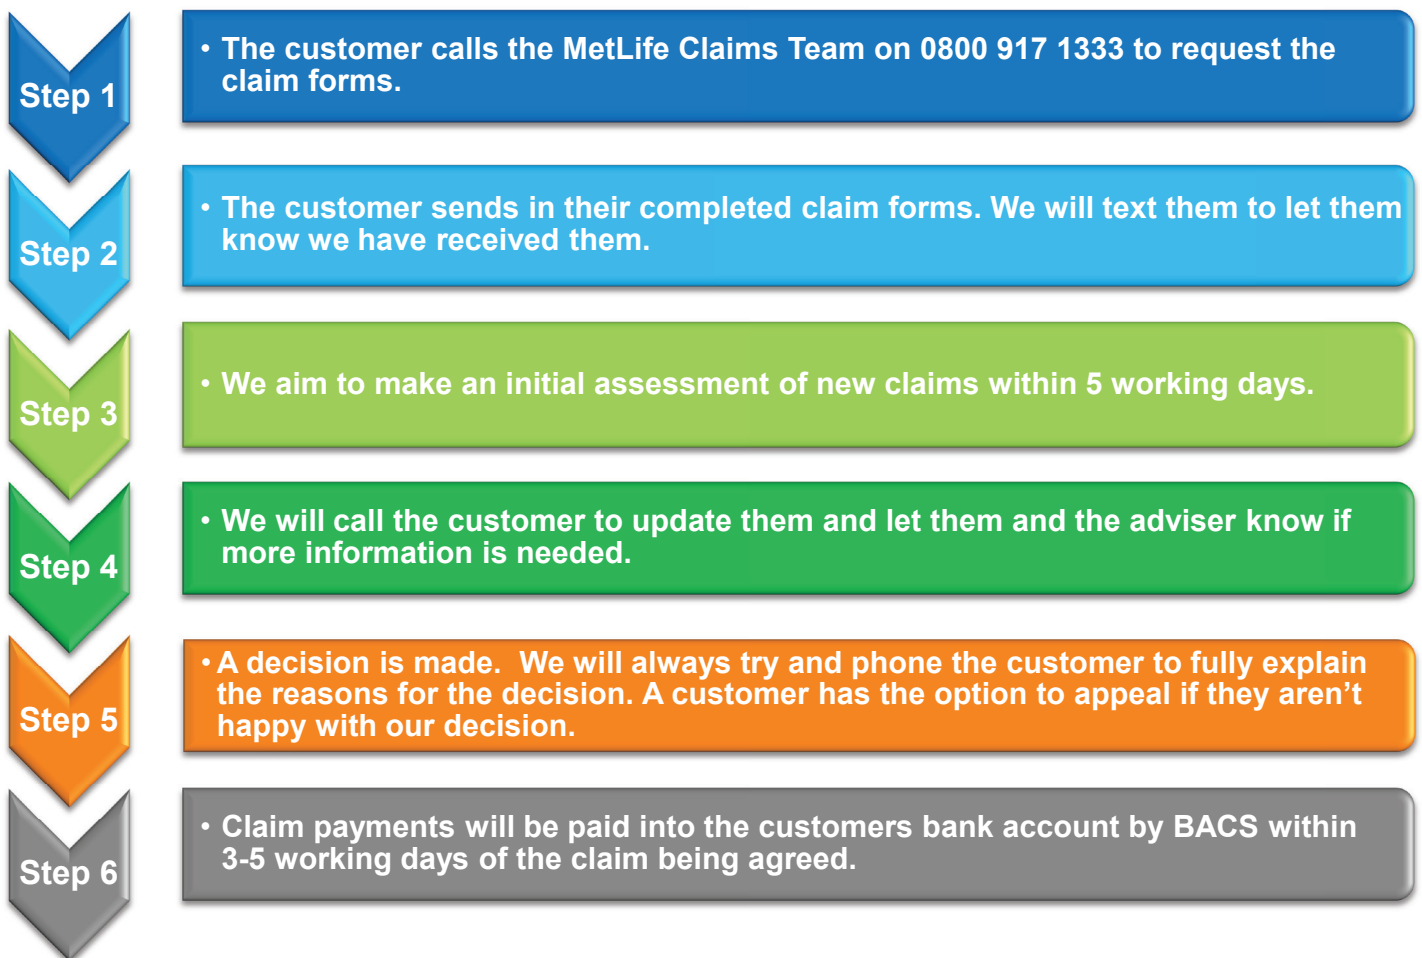 Step 1
• The customer calls the MetLife Claims Team on 0800 917 1333 to request the
claim forms.
Step 2
• The customer sends in their completed claim forms. We will text them to let them
know we have received them.
Step 3
• We aim to make an initial assessment of new claims within 5 working days.
Step 4
• We will call the customer to update them and let them and the adviser know if
more information is needed.
Step 5
• A decision is made.  We will always try and phone the customer to fully explain
the reasons for the decision. A customer has the option to appeal if they aren’t
happy with our decision.
Step 6
• Claim payments will be paid into the customers bank account by BACS within
3-5 working days of the claim being agreed.